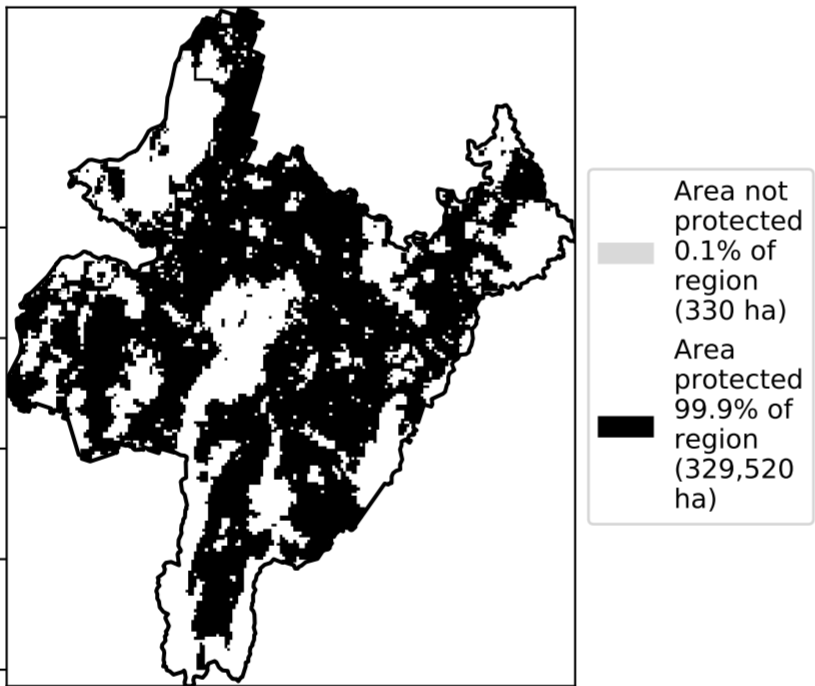 Area not
protected
0.1% of
region
(330 ha)
Area
protected
99.9% of
region
(329,520
ha)